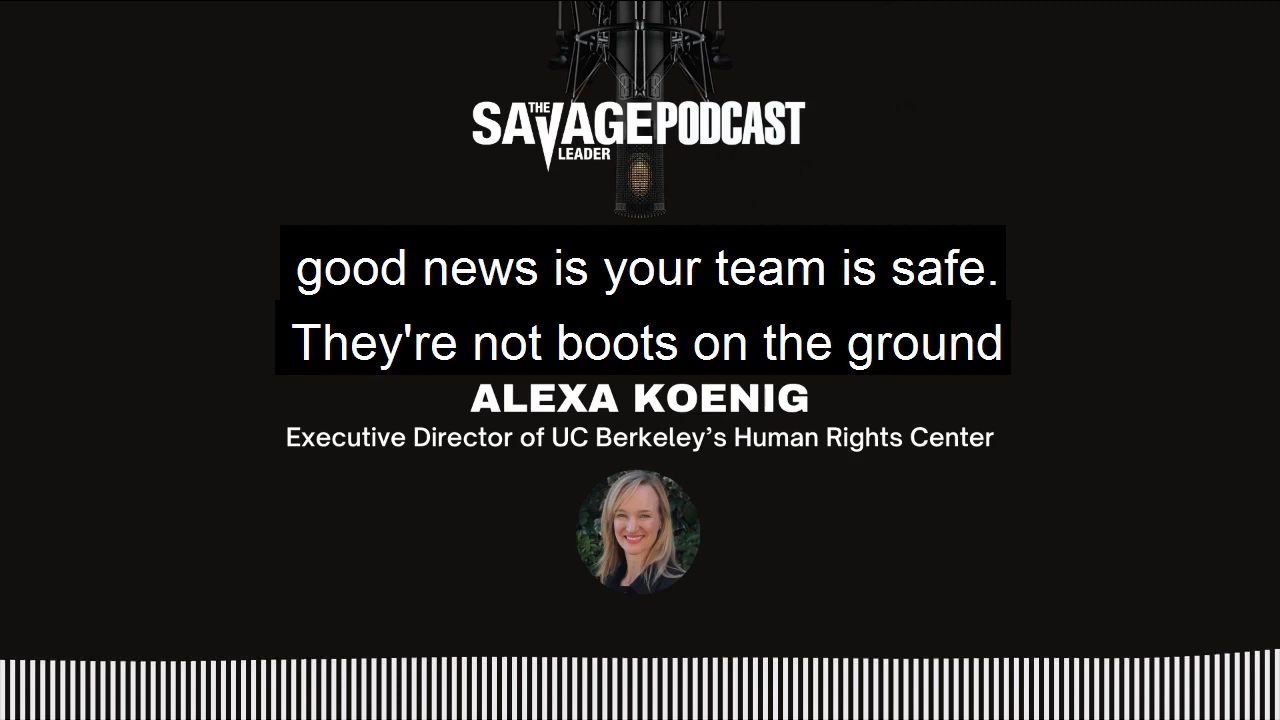 THE SAVAGE PODCAST
LEADER
good news is your team is safe.
They're not boots on the ground
ALEXA KOENIG
Executive Director of UC Berkeley’s Human Rights Center